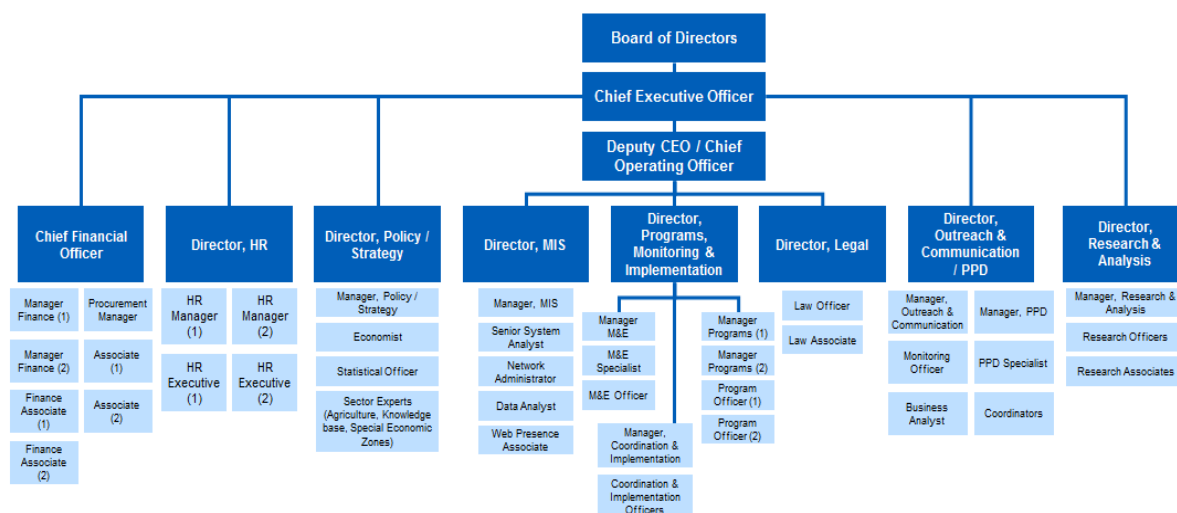 Board of Directors
Chief Executive Officer
Deputy CEO / Chief
Operating Officer
Chief Financial
Officer
Manager
Finance (1)
Procurement
Manager
Manager
Finance (2)
Associate
(1)
Finance
Associate
(1)
Associate
(2)
Finance
Associate
(2)
Director, HR
HR
Manager
(1)
HR
Manager
(2)
HR
Executive
(1)
HR
Executive
(2)
Director, Policy /
Strategy
Manager, Policy /
Strategy
Economist
Statistical Officer
Sector Experts
(Agriculture, Knowledge
base, Special Economic
Zones)
Director, MIS
Manager, MIS
Senior System
Analyst
Network
Administrator
Data Analyst
Web Presence
Associate
Director,
Programs,
Monitoring &
Implementation
Manager
M&E
M&E
Specialist
M&E Officer
Manager
Programs (1)
Manager
Programs (2)
Program
Officer (1)
Program
Officer (2)
Manager,
Coordination &
Implementation
Coordination &
Implementation
Officers
Director, Legal
Law Officer
Law Associate
Director,
Outreach &
Communication
/ PPD
Manager,
Outreach &
Communication
Manager, PPD
Monitoring
Officer
PPD Specialist
Business
Analyst
Coordinators
Director,
Research &
Analysis
Manager, Research &
Analysis
Research Officers
Research Associates